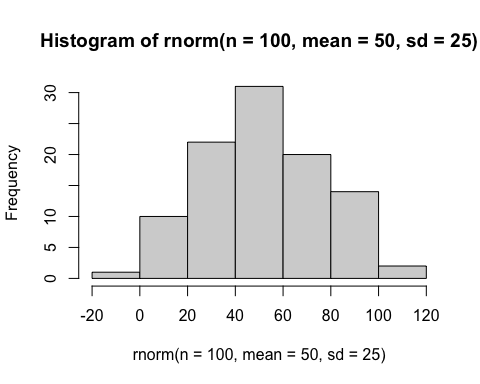 Histogram of rnorm(n = 100, mean = 50, sd = 25)
Frequency
30
20
10
5
0
-20 0 20 40 60 80 100 120
rnorm(n = 100, mean = 50, sd = 25)